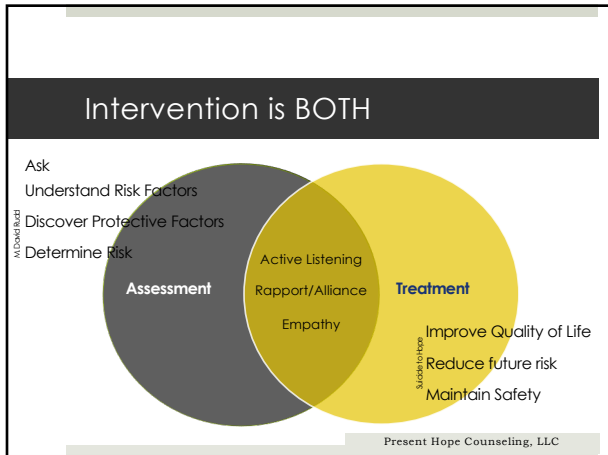 Intervention is BOTH
Ask
Understand Risk Factors
Discover Protective Factors
Determine Risk
M. David Rudd
Assessment
Active Listening
Rapport/Alliance
Empathy
Treatment
Improve Quality of Life
Reduce future risk
Maintain Safety
Suicide to Hope
Present Hope Counseling, LLC